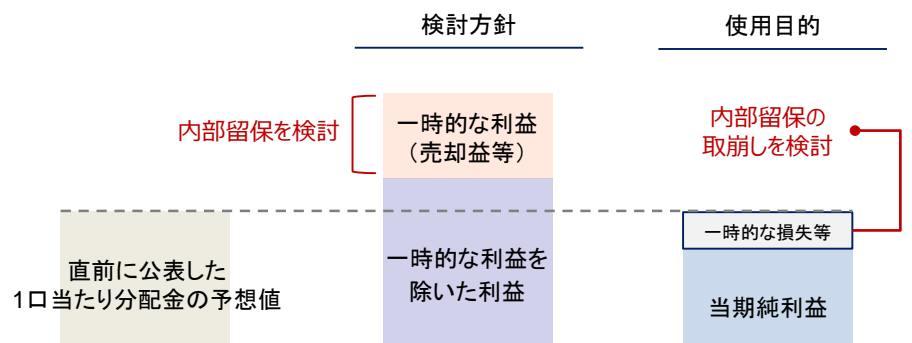 検討方針
使用目的
内部留保を検討
一時的な利益
（売却益等）
内部留保の
取崩しを検討
一時的な損失等
直前に公表した
1口当たり分配金の予想値
一時的な利益を
除いた利益
当期純利益